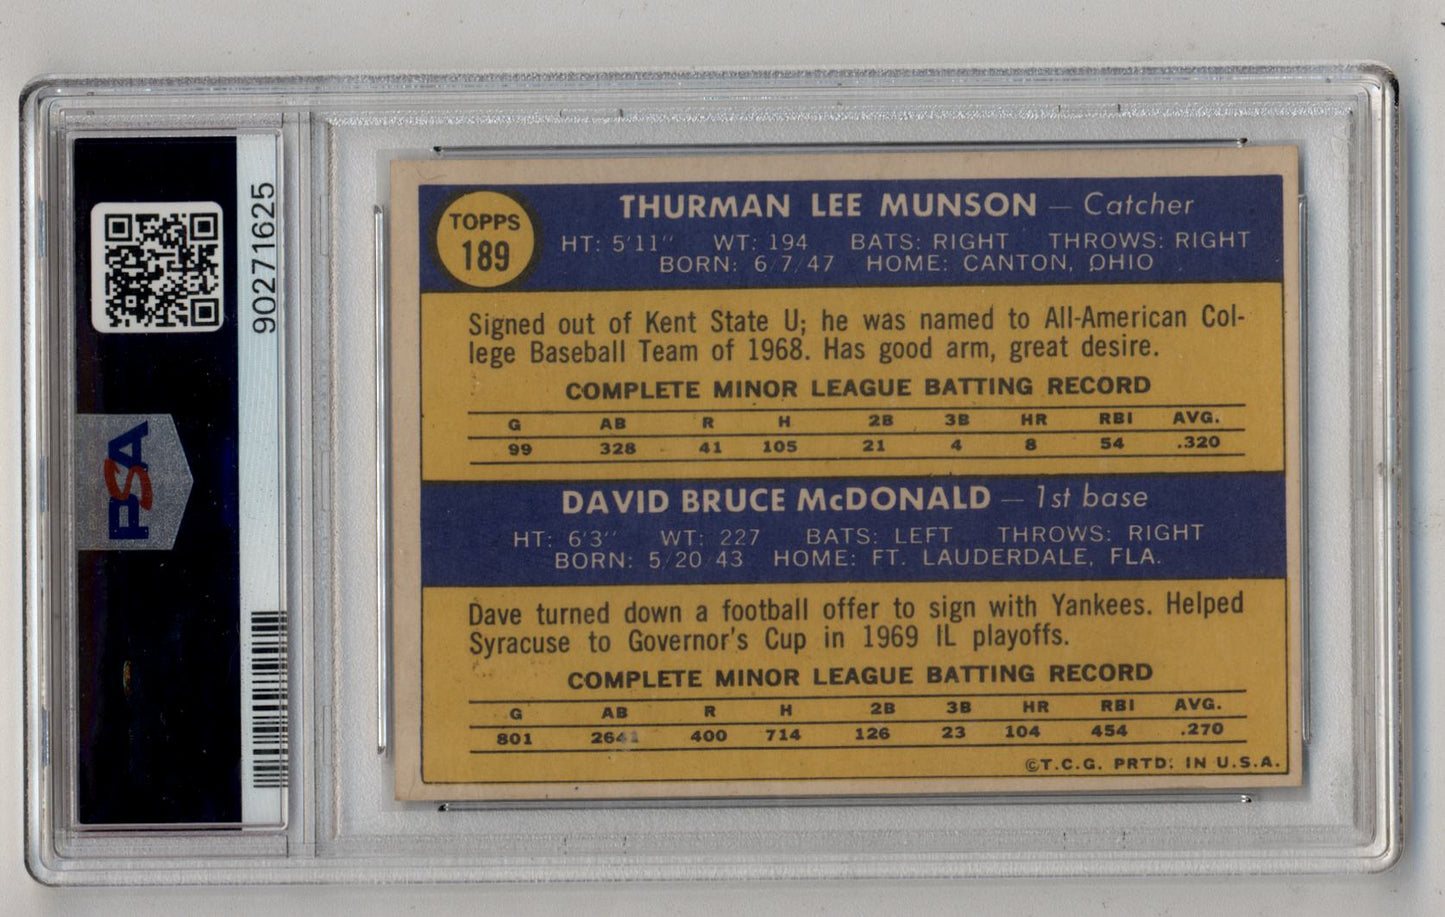 90271625
PSA
TOPPS
189
THURMAN LEE MUNSON — Catcher
HT: 5'11" WT: 194 BATS: RIGHT THROWS: RIGHT
BORN: 6/7/47 HOME: CANTON, OHIO
Signed out of Kent State U; he was named to All-American Col-
lege Baseball Team of 1968. Has good arm, great desire.
COMPLETE MINOR LEAGUE BATTING RECORD
G AB R H 2B 3B HR RBI AVG.
99 328 41 105 21 4 8 54 .320
DAVID BRUCE McDONALD — 1st base
HT: 6'3" WT: 227 BATS: LEFT THROWS: RIGHT
BORN: 5/20/43 HOME: FT. LAUDERDALE, FLA.
Dave turned down a football offer to sign with Yankees. Helped
Syracuse to Governor's Cup in 1969 IL playoffs.
COMPLETE MINOR LEAGUE BATTING RECORD
G AB R H 2B 3B HR RBI AVG.
801 2641 400 714 126 23 104 454 .270
©T.C.G. PRTD. IN U.S.A.